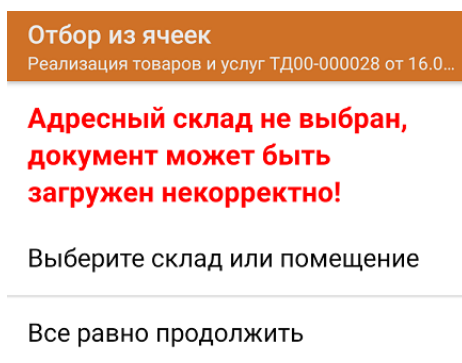 Отбор из ячеек
Реализация товаров и услуг ТД00-000028 от 16.0...
Адресный склад не выбран,
документ может быть
загружен некорректно!
Выберите склад или помещение
Все равно продолжить